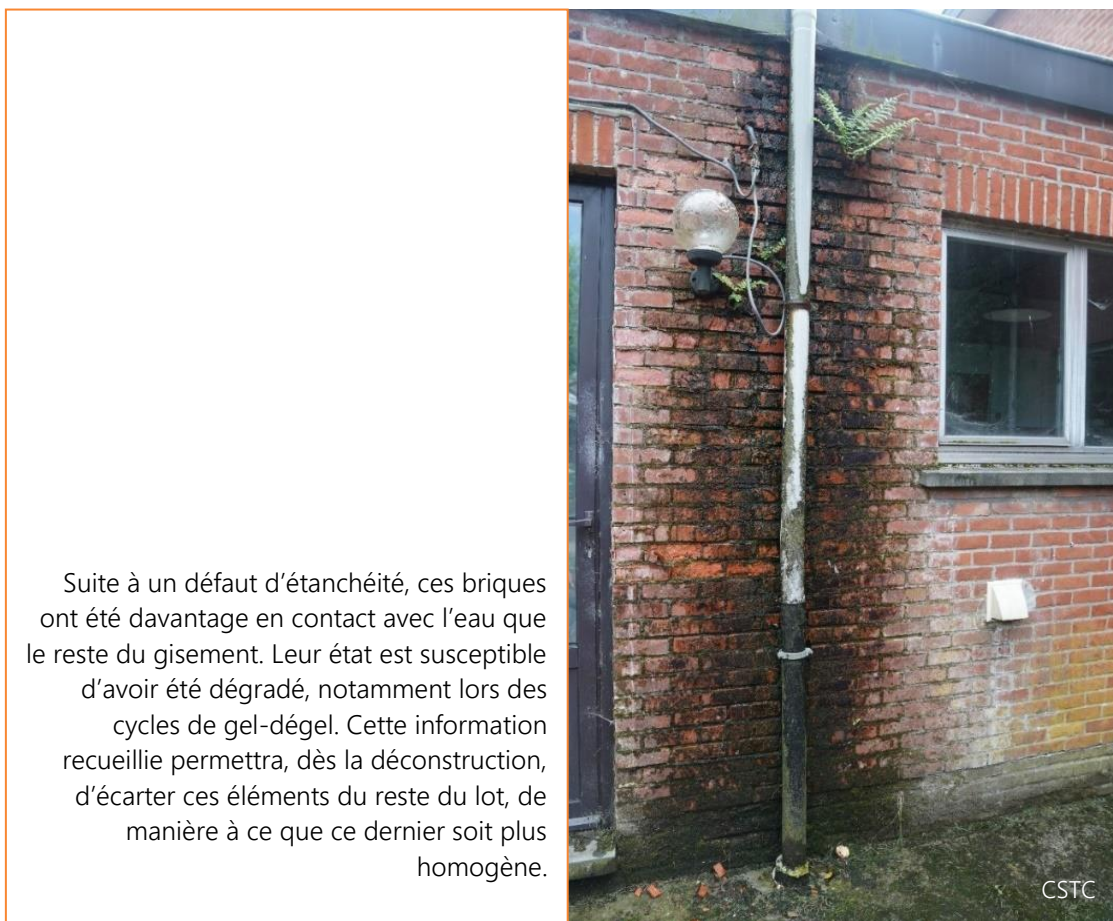 Suite à un défaut d’étanchéité, ces briques
ont été davantage en contact avec l’eau que
le reste du gisement. Leur état est susceptible
d’avoir été dégradé, notamment lors des
cycles de gel-dégel. Cette information
recueillie permettra, dès la déconstruction,
d’écarter ces éléments du reste du lot, de
manière à ce que ce dernier soit plus
homogène.
CSTC